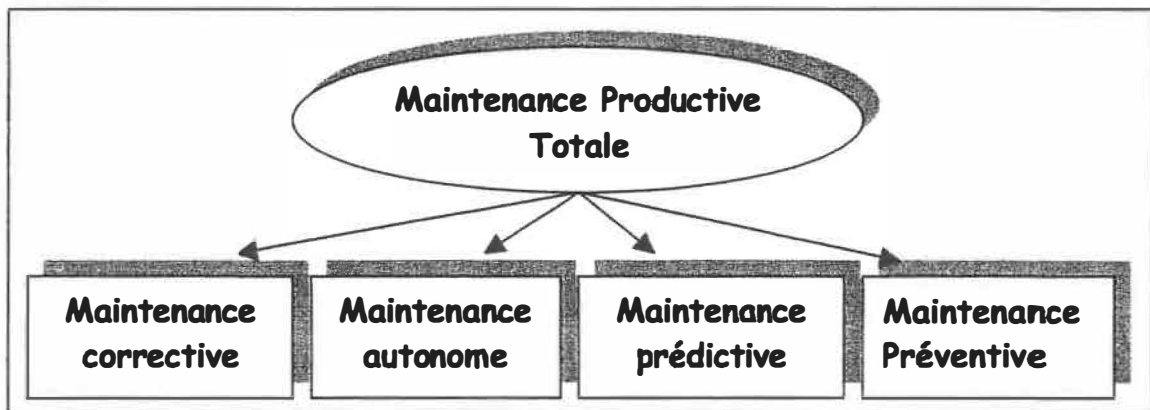 Maintenance Productive
Totale
Maintenance
corrective
Maintenance
autonome
Maintenance
prédictive
Maintenance
Préventive